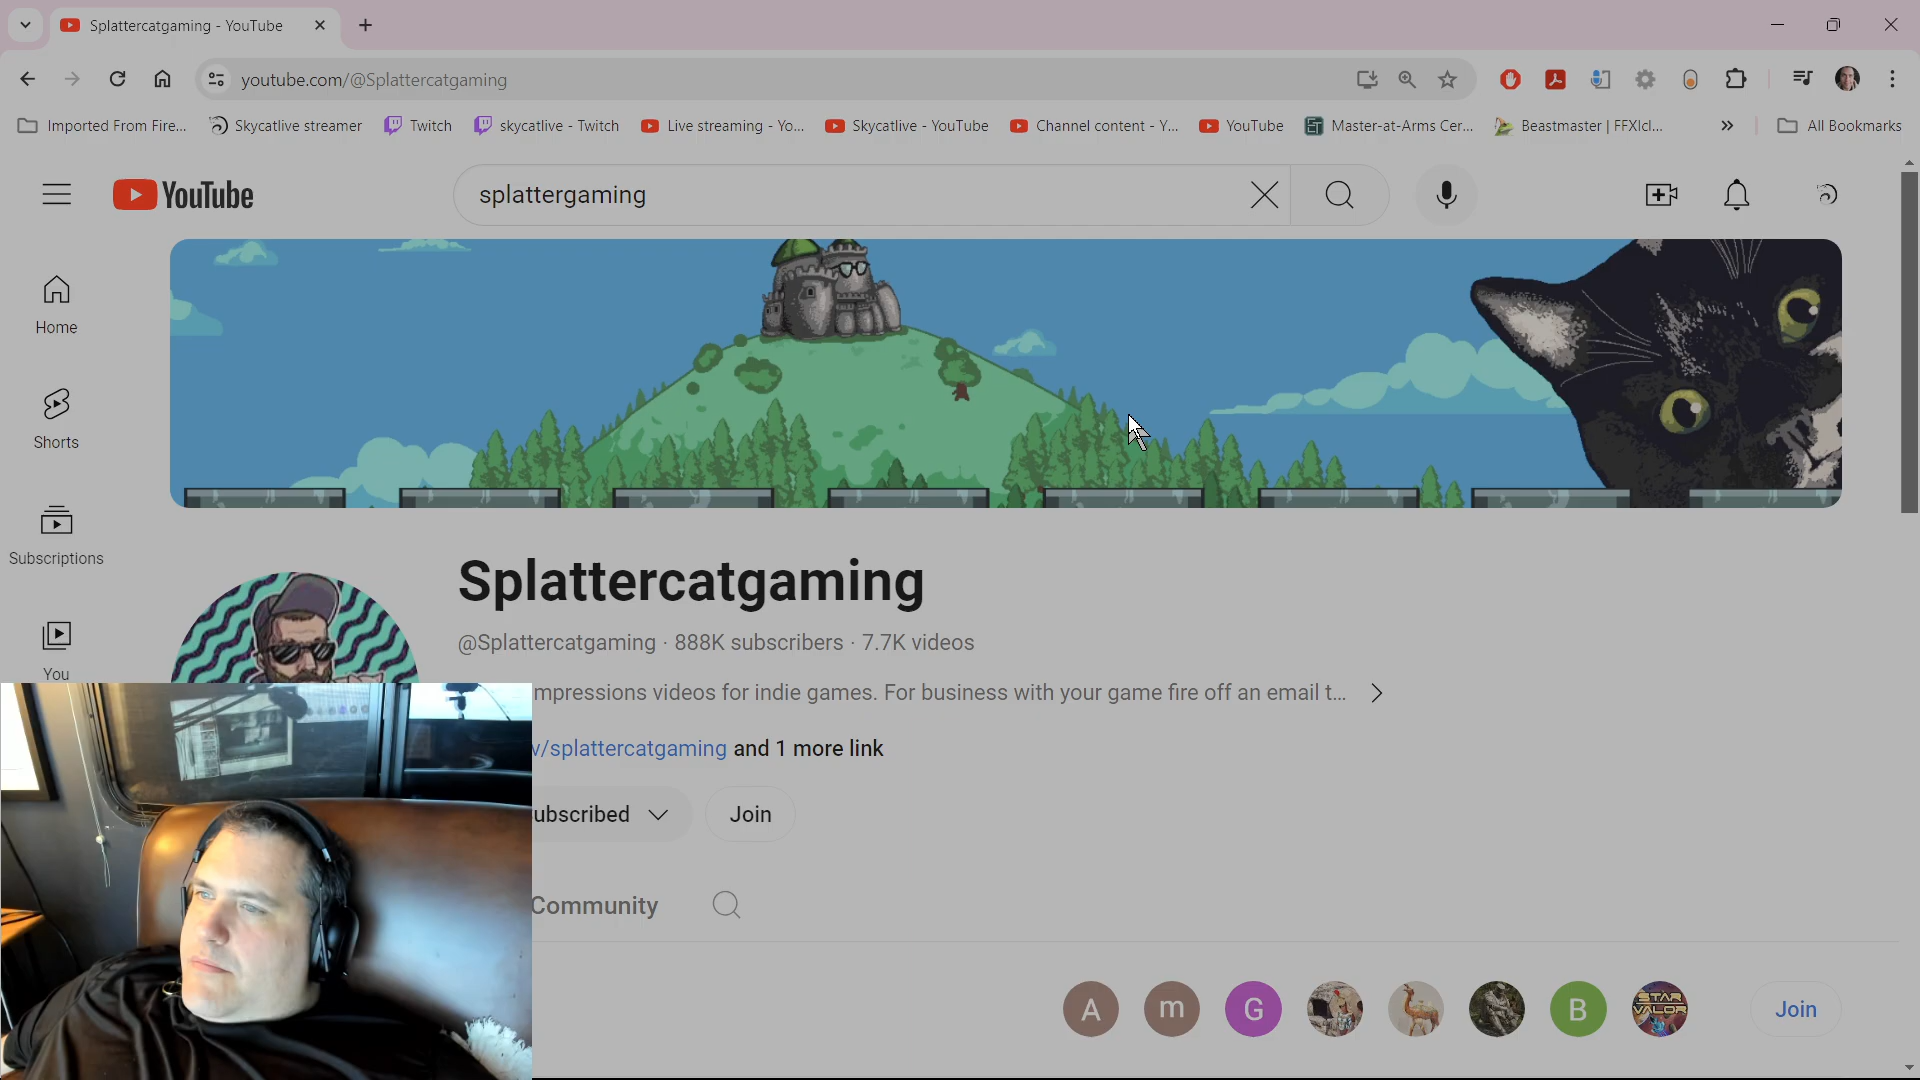 Splattercatgaming - YouTube
youtube.com/@Splattercatgaming
Imported From Fire... Skycatlive streamer Twitch skycatlive - Twitch Live streaming - Yo... Skycatlive - YouTube Channel content - Y... YouTube Master-at-Arms Cer... Beastmaster | FFXIcl... » All Bookmarks
YouTube splattergaming
Home
Shorts
Subscriptions
You
Splattercatgaming
@Splattercatgaming · 888K subscribers · 7.7K videos
mpressions videos for indie games. For business with your game fire off an email t...
v/splattercatgaming and 1 more link
ubscribed Join
Community
A m G B STAR VALOR Join